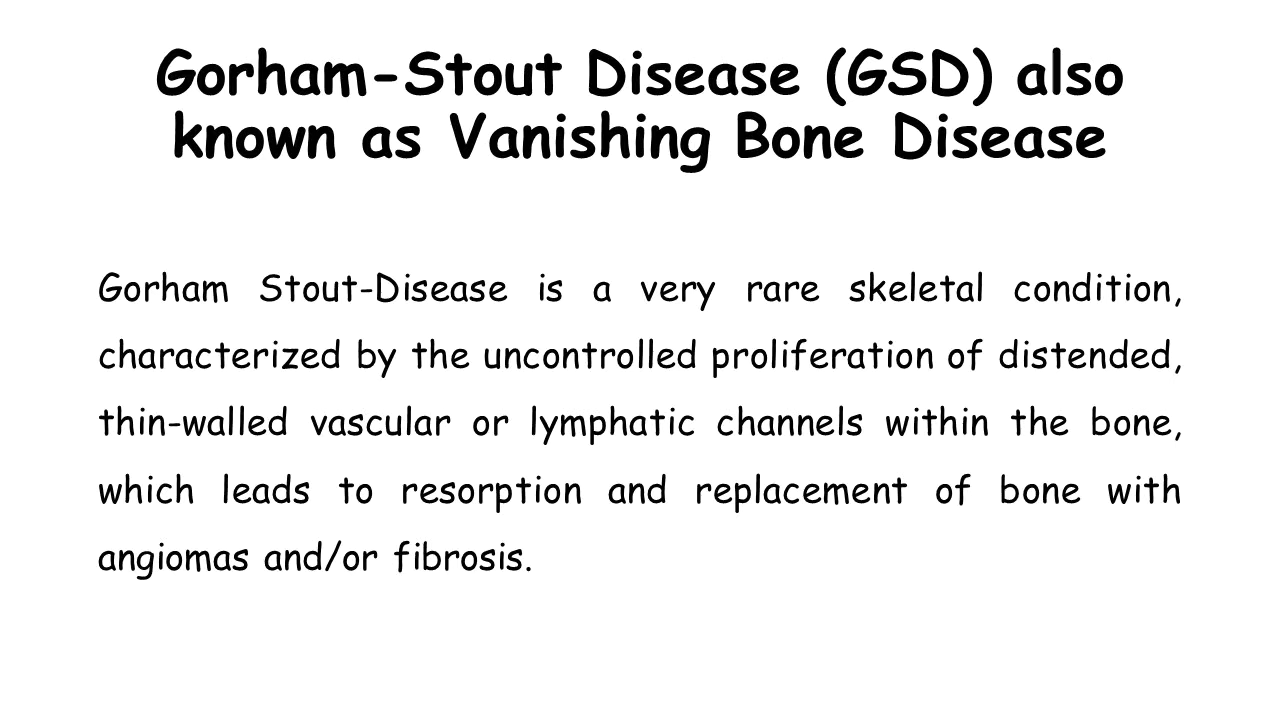 Gorham-Stout Disease (GSD) also
known as Vanishing Bone Disease
Gorham Stout-Disease is a very rare skeletal condition,
characterized by the uncontrolled proliferation of distended,
thin-walled vascular or lymphatic channels within the bone,
which leads to resorption and replacement of bone with
angiomas and/or fibrosis.